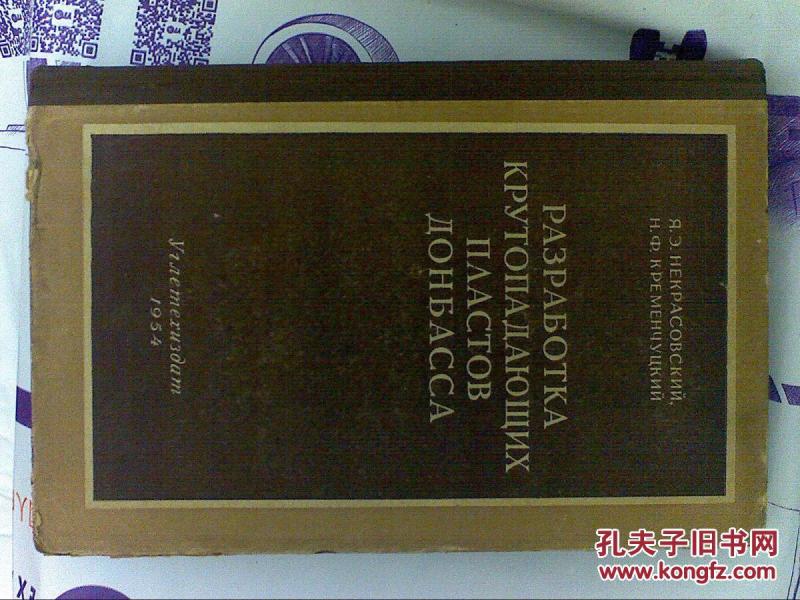 Я.Э.НЕКРАСОВСКИЙ,
Н.Ф.КРЕМЕНЧУЦКИЙ
РАЗРАБОТКА
КРУТОПАДАЮЩИХ
ПЛАСТОВ
ДОНБАССА
Углетехиздат
1954
孔夫子旧书网
www.kongfz.com